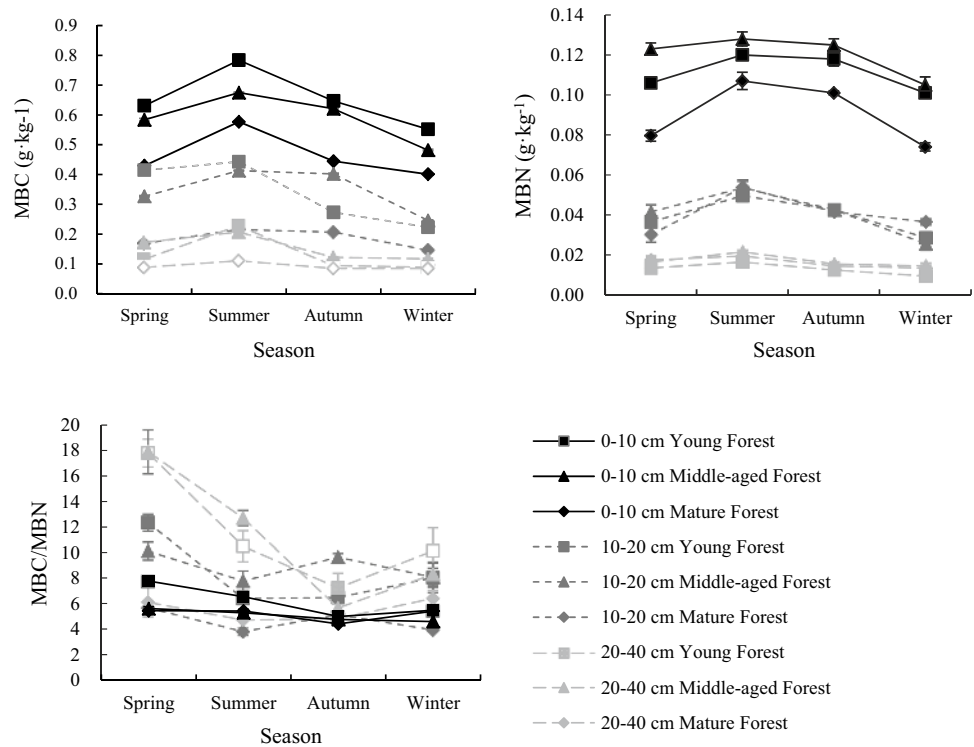 0.9
0.8
0.7
0.6
0.5
0.4
0.3
0.2
0.1
0.0
MBC (g·kg-1)
Spring Summer Autumn Winter
Season
0.14
0.12
0.10
0.08
0.06
0.04
0.02
0.00
MBN (g·kg⁻¹)
Spring Summer Autumn Winter
Season
20
18
16
14
12
10
8
6
4
2
0
MBC/MBN
Spring Summer Autumn Winter
Season
0-10 cm Young Forest
0-10 cm Middle-aged Forest
0-10 cm Mature Forest
10-20 cm Young Forest
10-20 cm Middle-aged Forest
10-20 cm Mature Forest
20-40 cm Young Forest
20-40 cm Middle-aged Forest
20-40 cm Mature Forest